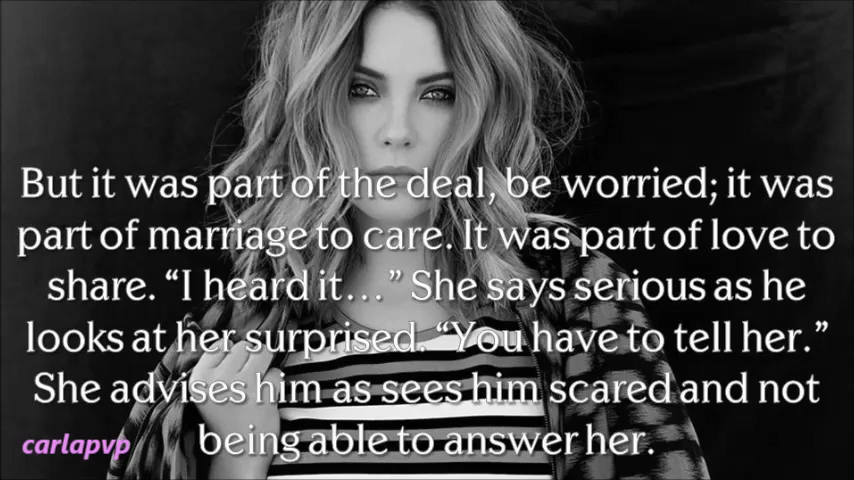 But it was part of the deal, be worried; it was
part of marriage to care. It was part of love to
share. “I heard it…” She says serious as he
looks at her surprised. “You have to tell her.”
She advises him as sees him scared and not
being able to answer her.
carlapvp